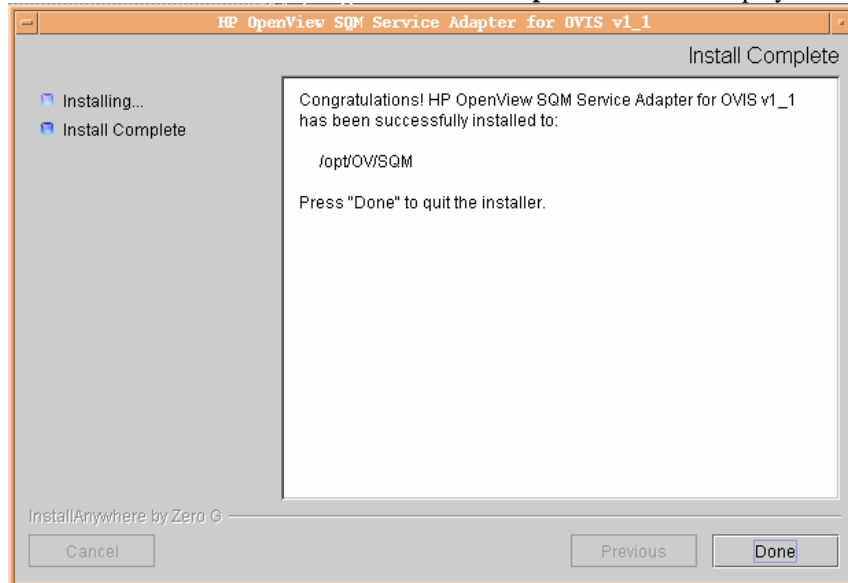 HP OpenView SQM Service Adapter for OVIS v1_1
Install Complete
Installing...
Install Complete
Congratulations! HP OpenView SQM Service Adapter for OVIS v1_1
has been successfully installed to:
/opt/OV/SQM
Press "Done" to quit the installer.
InstallAnywhere by Zero G
Cancel
Previous
Done